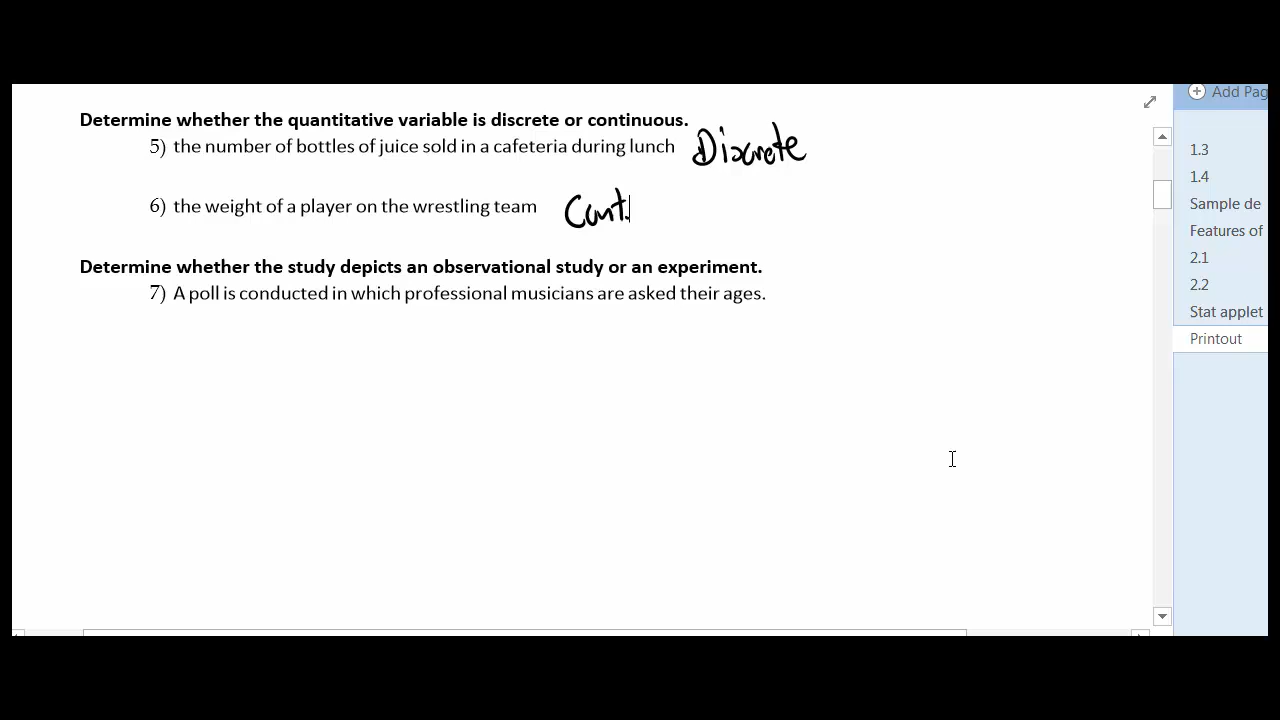 Determine whether the quantitative variable is discrete or continuous.
5) the number of bottles of juice sold in a cafeteria during lunch Discrete
6) the weight of a player on the wrestling team Cont.
Determine whether the study depicts an observational study or an experiment.
7) A poll is conducted in which professional musicians are asked their ages.
Add Pag
1.3
1.4
Sample de
Features of
2.1
2.2
Stat applet
Printout